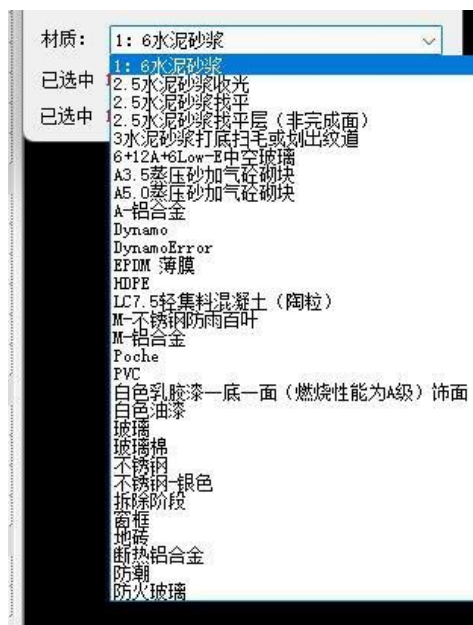 材质: 1: 6水泥砂浆
1: 6水泥砂浆
已选中 1
2.5水泥砂浆收光
2.5水泥砂浆找平
已选中 1
2.5水泥砂浆找平层（非完成面）
3水泥砂浆打底扫毛或划出纹道
6+12A+6Low-E中空玻璃
A3.5蒸压砂加气砼砌块
A5.0蒸压砂加气砼砌块
A-铝合金
Dynamo
DynamoError
EPDM 薄膜
HDPE
LC7.5轻集料混凝土（陶粒）
M-不锈钢防雨百叶
M-铝合金
Poche
PVC
白色乳胶漆一底一面（燃烧性能为A级）饰面
白色油漆
玻璃
玻璃棉
不锈钢
不锈钢-银色
拆除阶段
窗框
地砖
断热铝合金
防潮
防火玻璃